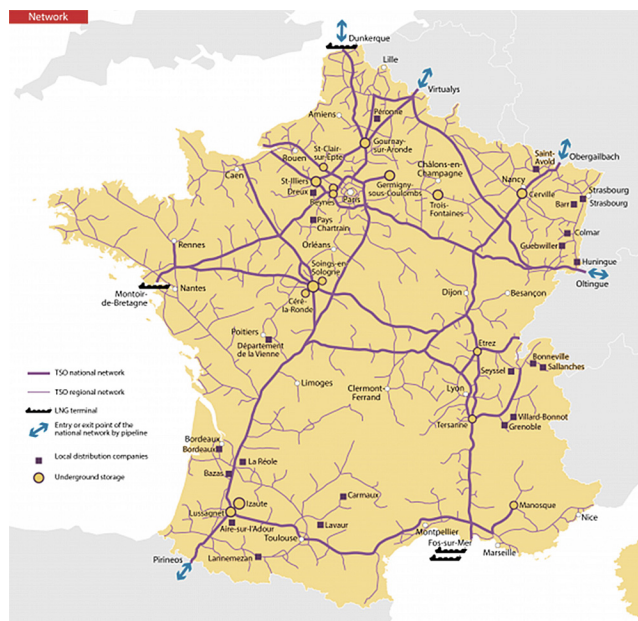 Network
Dunkerque
Lille
Virtualys
Péronne
Amiens
Gournay-
sur-Aronde
St-Clair
sur-Epte
Rouen
Caen
St-Illiers
Dreux
Beynes
Paris
Germigny-
sous-Coulombs
Châlons-en-
Champagne
Trois-
Fontaines
Saint-
Avold
Obergailbach
Nancy
Cerville
Strasbourg
Barr
Strasbourg
Colmar
Guebwiller
Huningue
Oltingue
Pays
Chartrain
Orléans
Rennes
Soings-en-
Sologne
Montoir-
de-Bretagne
Nantes
Céré-
la-Ronde
Dijon
Besançon
Poitiers
Département
de la Vienne
Etrez
Bonneville
Sallanches
Seyssel
Limoges
Clermont-
Ferrand
Lyon
Tersanne
Villard-Bonnot
Grenoble
TSO national network
TSO regional network
LNG terminal
Entry or exit point of the
national network by pipeline
Local distribution companies
Underground storage
Bordeaux
Bordeaux
La Réole
Bazas
Izaute
Lussagnet
Aire-sur-l'Adour
Carmaux
Lavaur
Toulouse
Lannemezan
Pirineos
Montpellier
Fos-sur-Mer
Marseille
Manosque
Nice